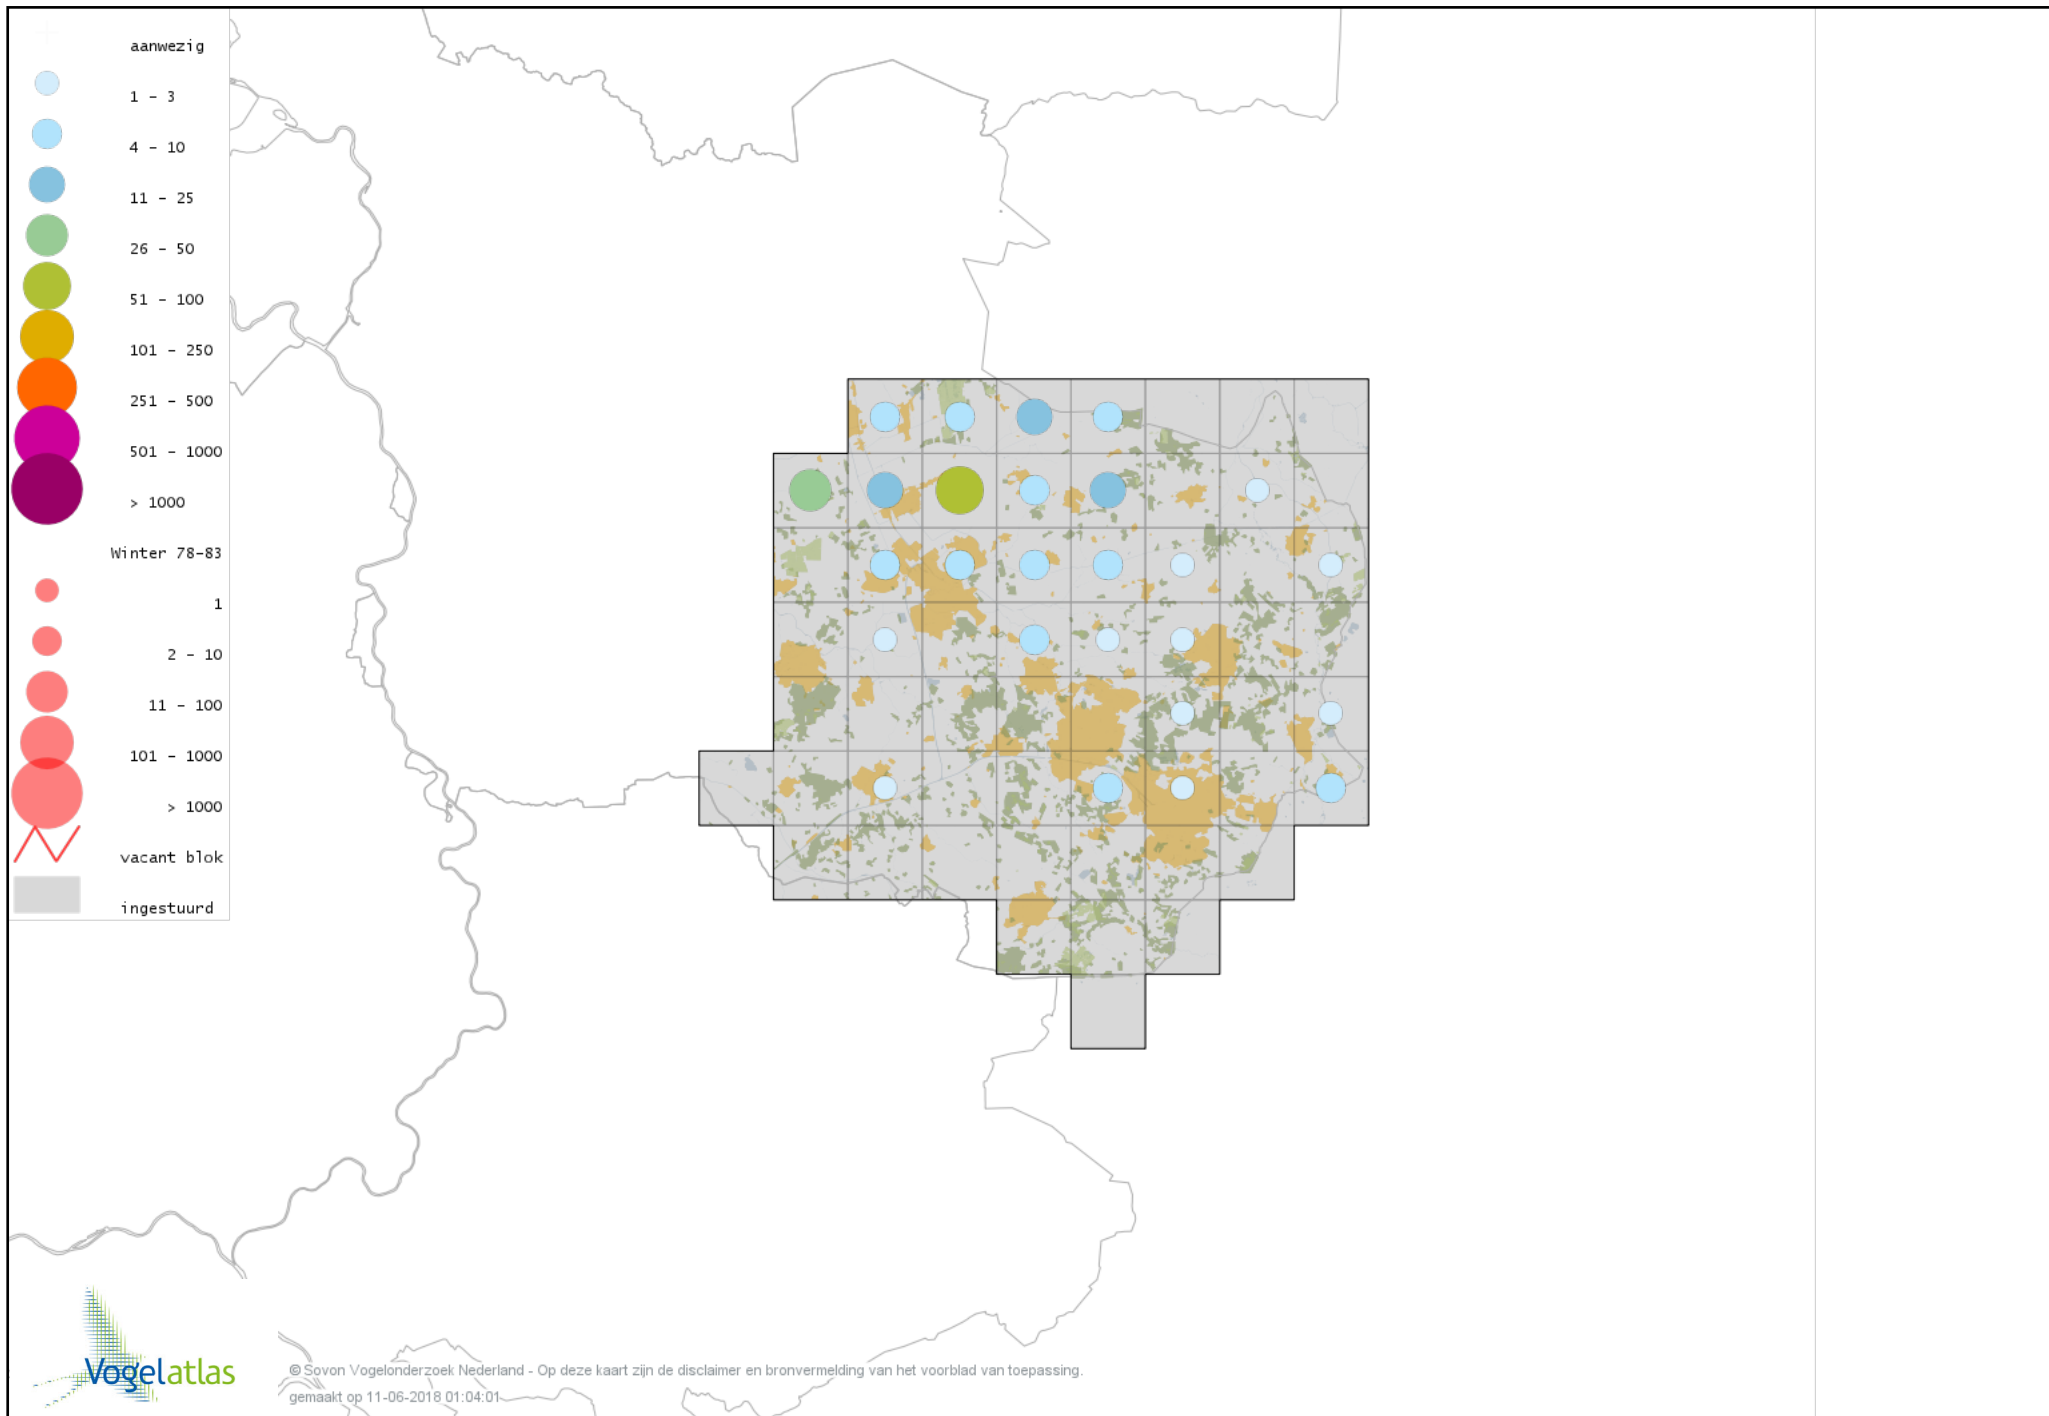 aanwezig
1 - 3
4 - 10
11 - 25
26 - 50
51 - 100
101 - 250
251 - 500
501 - 1000
> 1000
Winter 78-83
1
2 - 10
11 - 100
101 - 1000
> 1000
vacant blok
ingestuurd
Vogelatlas
© Sovon Vogelonderzoek Nederland - Op deze kaart zijn de disclaimer en bronvermelding van het voorblad van toepassing.
gemaakt op 11-06-2018 01:04:01